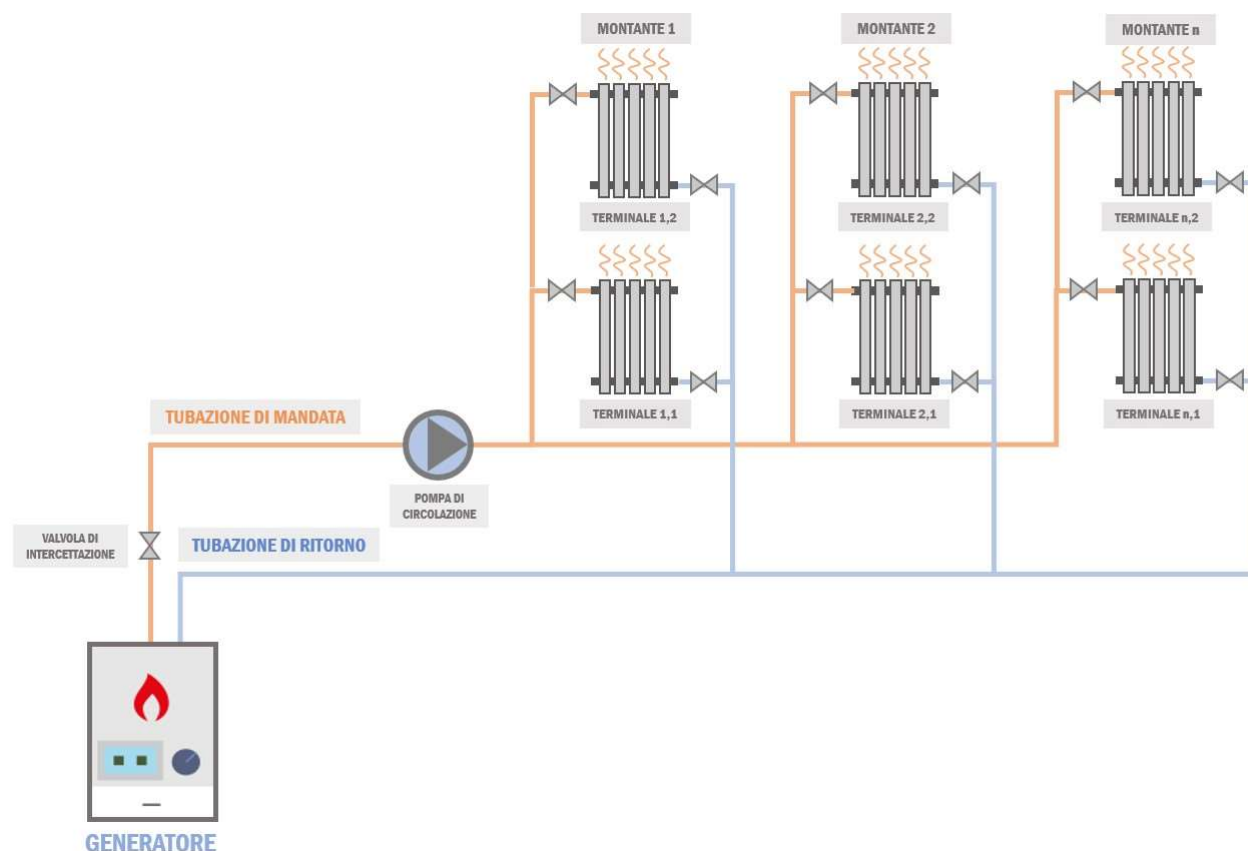 MONTANTE 1
MONTANTE 2
MONTANTE n
TERMINALE 1,2
TERMINALE 2,2
TERMINALE n,2
TERMINALE 1,1
TERMINALE 2,1
TERMINALE n,1
TUBAZIONE DI MANDATA
POMPA DI
CIRCOLAZIONE
VALVOLA DI
INTERCETTAZIONE
TUBAZIONE DI RITORNO
GENERATORE